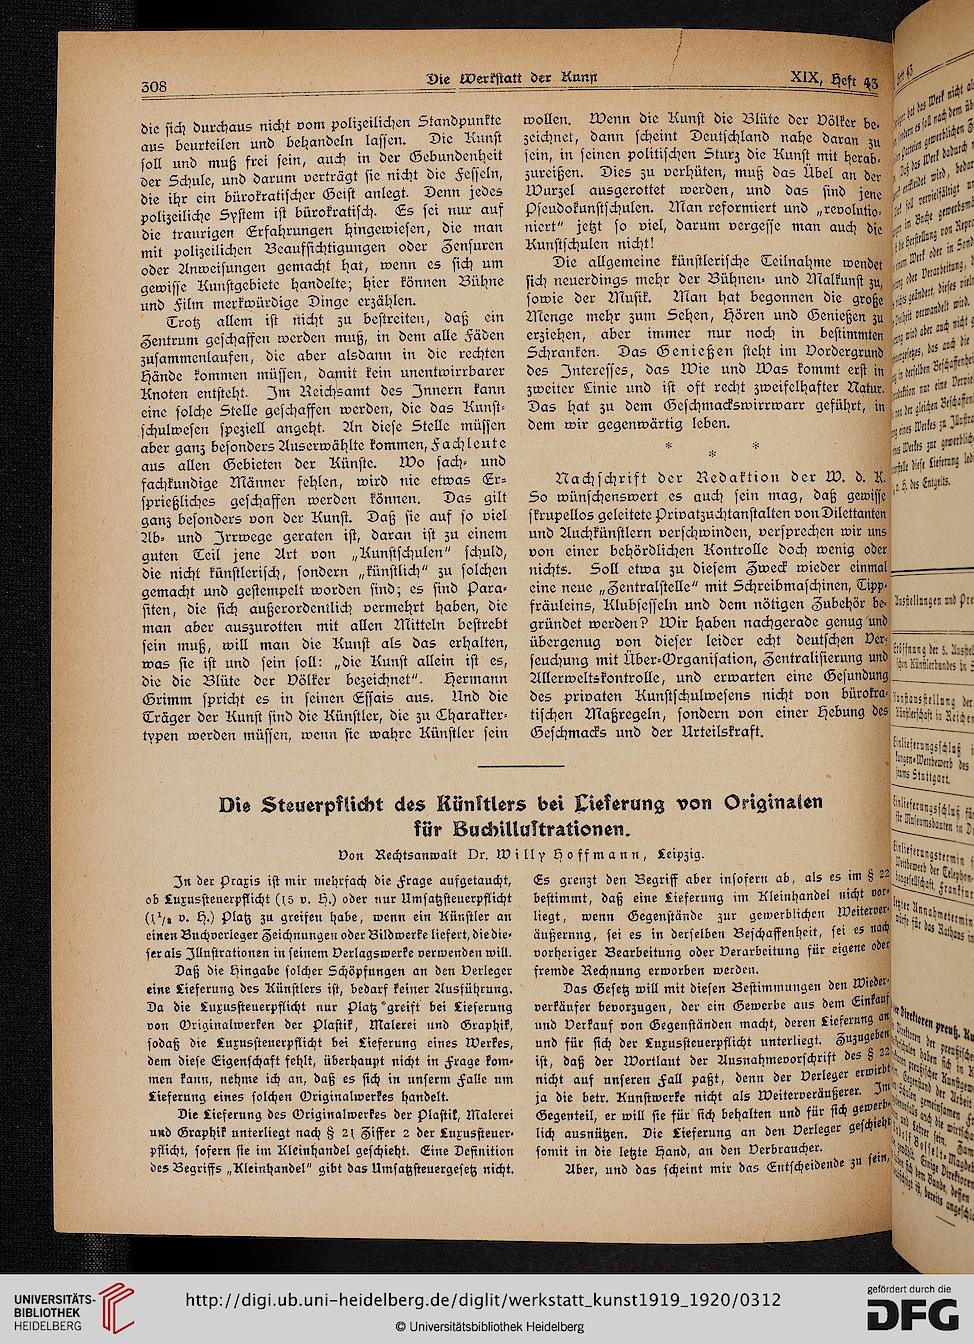 308
Die Werkstatt der Kunst
XIX, Heft 43
die sich durchaus nicht vom polizeilichen Standpunkte
aus beurteilen und behandeln lassen. Die Kunst
soll und muß frei sein, auch in der Gebundenheit
der Schule, und darum verträgt sie nicht die Fesseln,
die ihr ein bürokratischer Geist anlegt. Denn jedes
polizeiliche System ist bürokratisch. Es sei nur auf
die traurigen Erfahrungen hingewiesen, die man
mit polizeilichen Beaufsichtigungen oder Zensuren
oder Anweisungen gemacht hat, wenn es sich um
gewisse Kunstgebiete handelte; hier können Bühne
und Film merkwürdige Dinge erzählen.
Trotz allem ist nicht zu bestreiten, daß ein
Zentrum geschaffen werden muß, in dem alle Fäden
zusammenlaufen, die aber alsdann in die rechten
Hände kommen müssen, damit kein unentwirrbarer
Knoten entsteht. Im Reichsamt des Innern kann
eine solche Stelle geschaffen werden, die das Kunst-
schulwesen speziell angeht. An diese Stelle müssen
aber ganz besonders Auserwählte kommen, Fachleute
aus allen Gebieten der Künste. Wo sach- und
fachkundige Männer fehlen, wird nie etwas Er-
sprießliches geschaffen werden können. Das gilt
ganz besonders von der Kunst. Daß sie auf so viel
Ab- und Irrwege geraten ist, daran ist zu einem
guten Teil jene Art von „Kunstschulen“ schuld,
die nicht künstlerisch, sondern „künstlich“ zu solchen
gemacht und gestempelt worden sind; es sind Para-
siten, die sich außerordentlich vermehrt haben, die
man aber auszurotten mit allen Mitteln bestrebt
sein muß, will man die Kunst als das erhalten,
was sie ist und sein soll: „die Kunst allein ist es,
die die Blüte der Völker bezeichnet“. Hermann
Grimm spricht es in seinen Essais aus. Und die
Träger der Kunst sind die Künstler, die zu Charakter-
typen werden müssen, wenn sie wahre Künstler sein
wollen. Wenn die Kunst die Blüte der Völker be-
zeichnet, dann scheint Deutschland nahe daran zu
sein, in seinen politischen Sturz die Kunst mit herab-
zureißen. Dies zu verhüten, muß das Übel an der
Wurzel ausgerottet werden, und das sind jene
Pseudokunstschulen. Man reformiert und „revolutio-
niert“ jetzt so viel, darum vergesse man auch die
Kunstschulen nicht!
Die allgemeine künstlerische Teilnahme wendet
sich neuerdings mehr der Bühnen- und Malkunst zu,
sowie der Musik. Man hat begonnen die große
Menge mehr zum Sehen, Hören und Genießen zu
erziehen, aber immer nur noch in bestimmten
Schranken. Das Genießen steht im Vordergrund
des Interesses, das Wie und Was kommt erst in
zweiter Linie und ist oft recht zweifelhafter Natur.
Das hat zu dem Geschmackswirrwarr geführt, in
dem wir gegenwärtig leben.
* * *
Nachschrift der Redaktion der W. d. K.
So wünschenswert es auch sein mag, daß gewisse
skrupellos geleitete Privatzuchtanstalten von Dilettanten
und Auchkünstlern verschwinden, versprechen wir uns
von einer behördlichen Kontrolle doch wenig oder
nichts. Soll etwa zu diesem Zweck wieder einmal
eine neue „Zentralstelle“ mit Schreibmaschinen, Tipp-
fräuleins, Klubsesseln und dem nötigen Zubehör be-
gründet werden? Wir haben nachgerade genug und
übergenug von dieser leider echt deutschen Ver-
seuchung mit Über-Organisation, Zentralisierung und
Allerweltskontrolle, und erwarten eine Gesundung
des privaten Kunstschulwesens nicht von bürokra-
tischen Maßregeln, sondern von einer Hebung des
Geschmacks und der Urteilskraft.
Die Steuerpflicht des Künstlers bei Lieferung von Originalen
für Buchillustrationen.
Von Rechtsanwalt Dr. Willy Hoffmann, Leipzig.
In der Praxis ist mir mehrfach die Frage aufgetaucht,
ob Luxussteuerpflicht (15 v. H.) oder nur Umsatzsteuerpflicht
(1½ v. H.) Platz zu greifen habe, wenn ein Künstler an
einen Buchverleger Zeichnungen oder Bildwerke liefert, die die-
ser als Illustrationen in seinem Verlagswerke verwenden will.
Daß die Hingabe solcher Schöpfungen an den Verleger
eine Lieferung des Künstlers ist, bedarf keiner Ausführung.
Da die Luxussteuerpflicht nur Platz greift bei Lieferung
von Originalwerken der Plastik, Malerei und Graphik,
sodaß die Luxussteuerpflicht bei Lieferung eines Werkes,
dem diese Eigenschaft fehlt, überhaupt nicht in Frage kom-
men kann, nehme ich an, daß es sich in unserm Falle um
Lieferung eines solchen Originalwerkes handelt.
Die Lieferung des Originalwerkes der Plastik, Malerei
und Graphik unterliegt nach § 21 Ziffer 2 der Luxussteuer-
pflicht, sofern sie im Kleinhandel geschieht. Eine Definition
des Begriffs „Kleinhandel“ gibt das Umsatzsteuergesetz nicht.
Es grenzt den Begriff aber insofern ab, als es im § 22
bestimmt, daß eine Lieferung im Kleinhandel nicht vor-
liegt, wenn Gegenstände zur gewerblichen Weiterver-
äußerung, sei es in derselben Beschaffenheit, sei es nach
vorheriger Bearbeitung oder Verarbeitung für eigene oder
fremde Rechnung erworben werden.
Das Gesetz will mit diesen Bestimmungen den Wieder-
verkäufer bevorzugen, der ein Gewerbe aus dem Einkauf
und Verkauf von Gegenständen macht, deren Lieferung an
und für sich der Luxussteuerpflicht unterliegt. Zuzugeben
ist, daß der Wortlaut der Ausnahmevorschrift des § 22
nicht auf unseren Fall paßt, denn der Verleger erwirbt
ja die betr. Kunstwerke nicht als Weiterveräußerer. Im
Gegenteil, er will sie für sich behalten und für sich gewerb-
lich ausnützen. Die Lieferung an den Verleger geschieht
somit in die letzte Hand, an den Verbraucher.
Aber, und das scheint mir das Entscheidende zu sein,
UNIVERSITÄTS-
BIBLIOTHEK
HEIDELBERG
http://digi.ub.uni-heidelberg.de/diglit/werkstatt_kunst1919_1920/0312
© Universitätsbibliothek Heidelberg
gefördert durch die
DFG